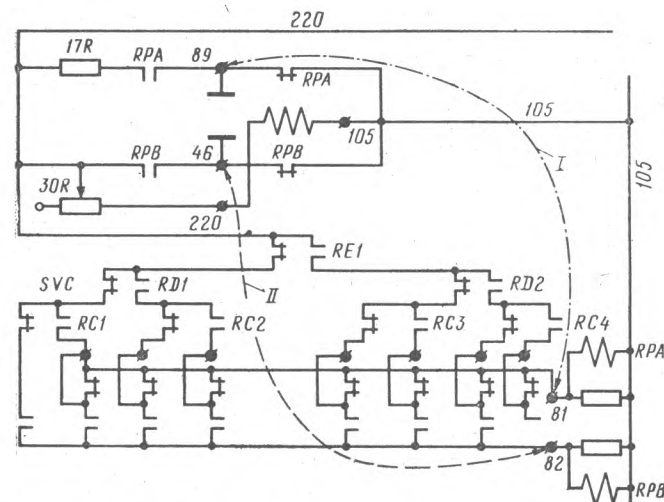 220
17R RPA 89 RPA
105
105
RPB 46 RPB
I
105
30R
220
RE1
SVC RD1 II RD2
RC1 RC2 RC3 RC4
RPA
81
82
RPB